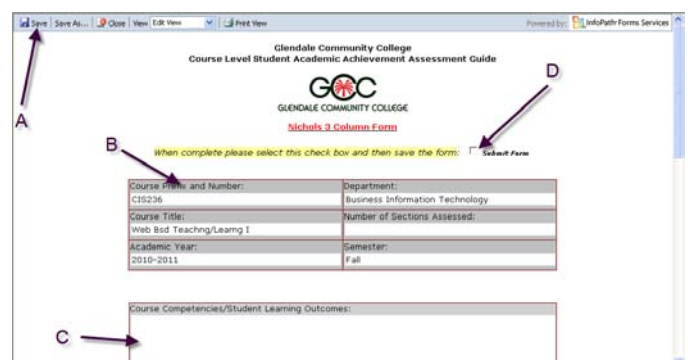 Save Save As... Close View Edit View Print View Powered by: InfoPath Forms Services
Glendale Community College
Course Level Student Academic Achievement Assessment Guide
D
GCC
A
GLENDALE COMMUNITY COLLEGE
Nichols 3 Column Form
B
When complete please select this check box and then save the form: Submit Form
Course Prefix and Number: Department:
CIS236 Business Information Technology
Course Title: Number of Sections Assessed:
Web Bsd Teachng/Learng I
Academic Year: Semester:
2010-2011 Fall
Course Competencies/Student Learning Outcomes:
C